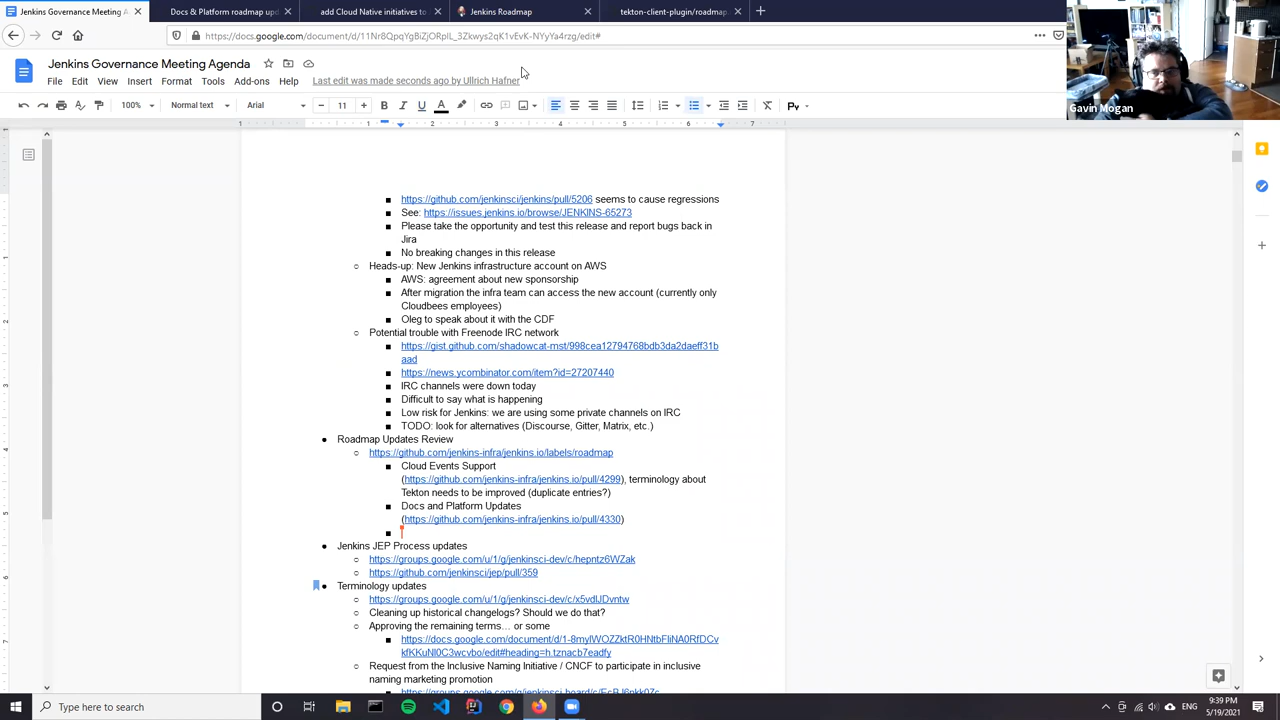 Jenkins Governance Meeting A
Docs & Platform roadmap upd
add Cloud Native initiatives to
Jenkins Roadmap
tekton-client-plugin/roadmap.
https://docs.google.com/document/d/
Jenkins Governance Meeting Agenda
File Edit View Insert Format Tools Add-ons Help Last edit was made seconds ago by Ullrich Hafner
100% Normal text Arial 11
Gavin Mogan
1 1 2 3 4 5 6 7
https://github.com/jenkinsci/jenkins/pull/5206 seems to cause regressions
See: https://issues.jenkins.io/browse/JENKINS-65273
Please take the opportunity and test this release and report bugs back in
Jira
No breaking changes in this release
Heads-up: New Jenkins infrastructure account on AWS
AWS: agreement about new sponsorship
After migration the infra team can access the new account (currently only
Cloudbees employees)
Oleg to speak about it with the CDF
Potential trouble with Freenode IRC network
https://gist.github.com/shadowcat-mst/998cea12794768bdb3da2daeff31b
aad
https://news.ycombinator.com/item?id=27207440
IRC channels were down today
Difficult to say what is happening
Low risk for Jenkins: we are using some private channels on IRC
TODO: look for alternatives (Discourse, Gitter, Matrix, etc.)
Roadmap Updates Review
https://github.com/jenkins-infra/jenkins.io/labels/roadmap
Cloud Events Support
(https://github.com/jenkins-infra/jenkins.io/pull/4299), terminology about
Tekton needs to be improved (duplicate entries?)
Docs and Platform Updates
(https://github.com/jenkins-infra/jenkins.io/pull/4330)
Jenkins JEP Process updates
https://groups.google.com/u/1/g/jenkinsci-dev/c/hepntz6WZak
https://github.com/jenkinsci/jep/pull/359
Terminology updates
https://groups.google.com/u/1/g/jenkinsci-dev/c/x5vdlJDvntw
Cleaning up historical changelogs? Should we do that?
Approving the remaining terms… or some
https://docs.google.com/document/d/1-8mylWOZZktR0HNtbFliNA0RfDCv
kfKKuNl0C3wcvbo/edit#heading=h.tznacb7eadfy
Request from the Inclusive Naming Initiative / CNCF to participate in inclusive
naming marketing promotion
Type here to search
9:39 PM
5/19/2021